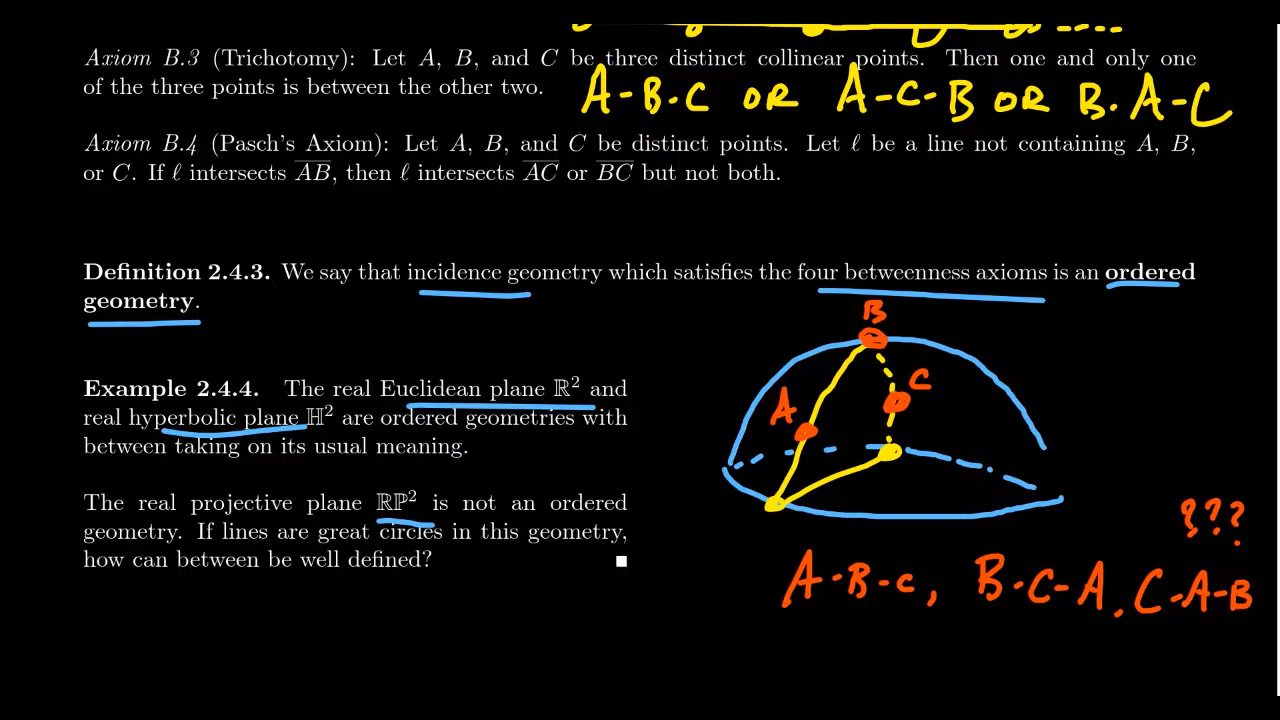 Axiom B.3 (Trichotomy): Let A, B, and C be three distinct collinear points. Then one and only one
of the three points is between the other two.
A-B-C OR A-C-B OR B-A-C
Axiom B.4 (Pasch's Axiom): Let A, B, and C be distinct points. Let ℓ be a line not containing A, B,
or C. If ℓ intersects A̅B̅, then ℓ intersects A̅C̅ or B̅C̅ but not both.
Definition 2.4.3. We say that incidence geometry which satisfies the four betweenness axioms is an ordered
geometry.
B
Example 2.4.4. The real Euclidean plane ℝ² and
real hyperbolic plane ℍ² are ordered geometries with
between taking on its usual meaning.
C
A
The real projective plane ℝℙ² is not an ordered
geometry. If lines are great circles in this geometry,
how can between be well defined? ■
???
A-B-C, B-C-A, C-A-B